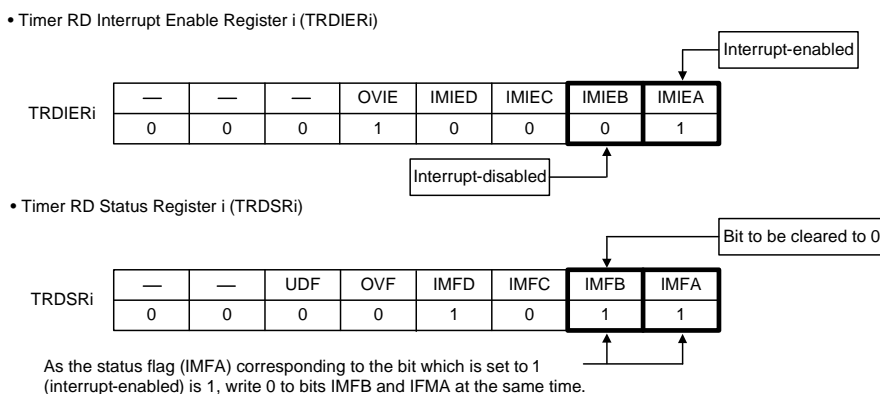 • Timer RD Interrupt Enable Register i (TRDIERi)
Interrupt-enabled
TRDIERi
— — — OVIE IMIED IMIEC IMIEB IMIEA
0 0 0 1 0 0 0 1
Interrupt-disabled
• Timer RD Status Register i (TRDSRi)
Bit to be cleared to 0
TRDSRi
— — UDF OVF IMFD IMFC IMFB IMFA
0 0 0 0 1 0 1 1
As the status flag (IMFA) corresponding to the bit which is set to 1
(interrupt-enabled) is 1, write 0 to bits IMFB and IFMA at the same time.